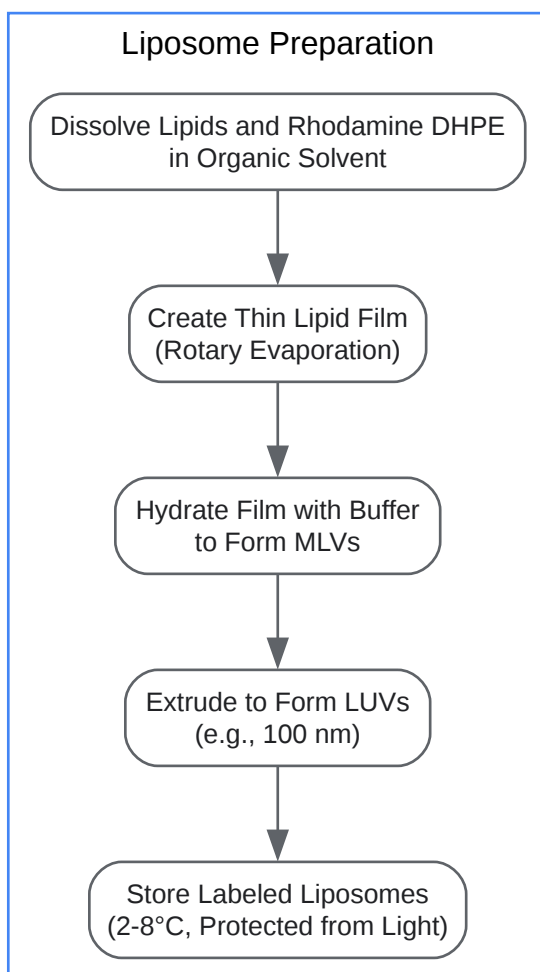 Liposome Preparation
Dissolve Lipids and Rhodamine DHPE
in Organic Solvent
Create Thin Lipid Film
(Rotary Evaporation)
Hydrate Film with Buffer
to Form MLVs
Extrude to Form LUVs
(e.g., 100 nm)
Store Labeled Liposomes
(2-8°C, Protected from Light)